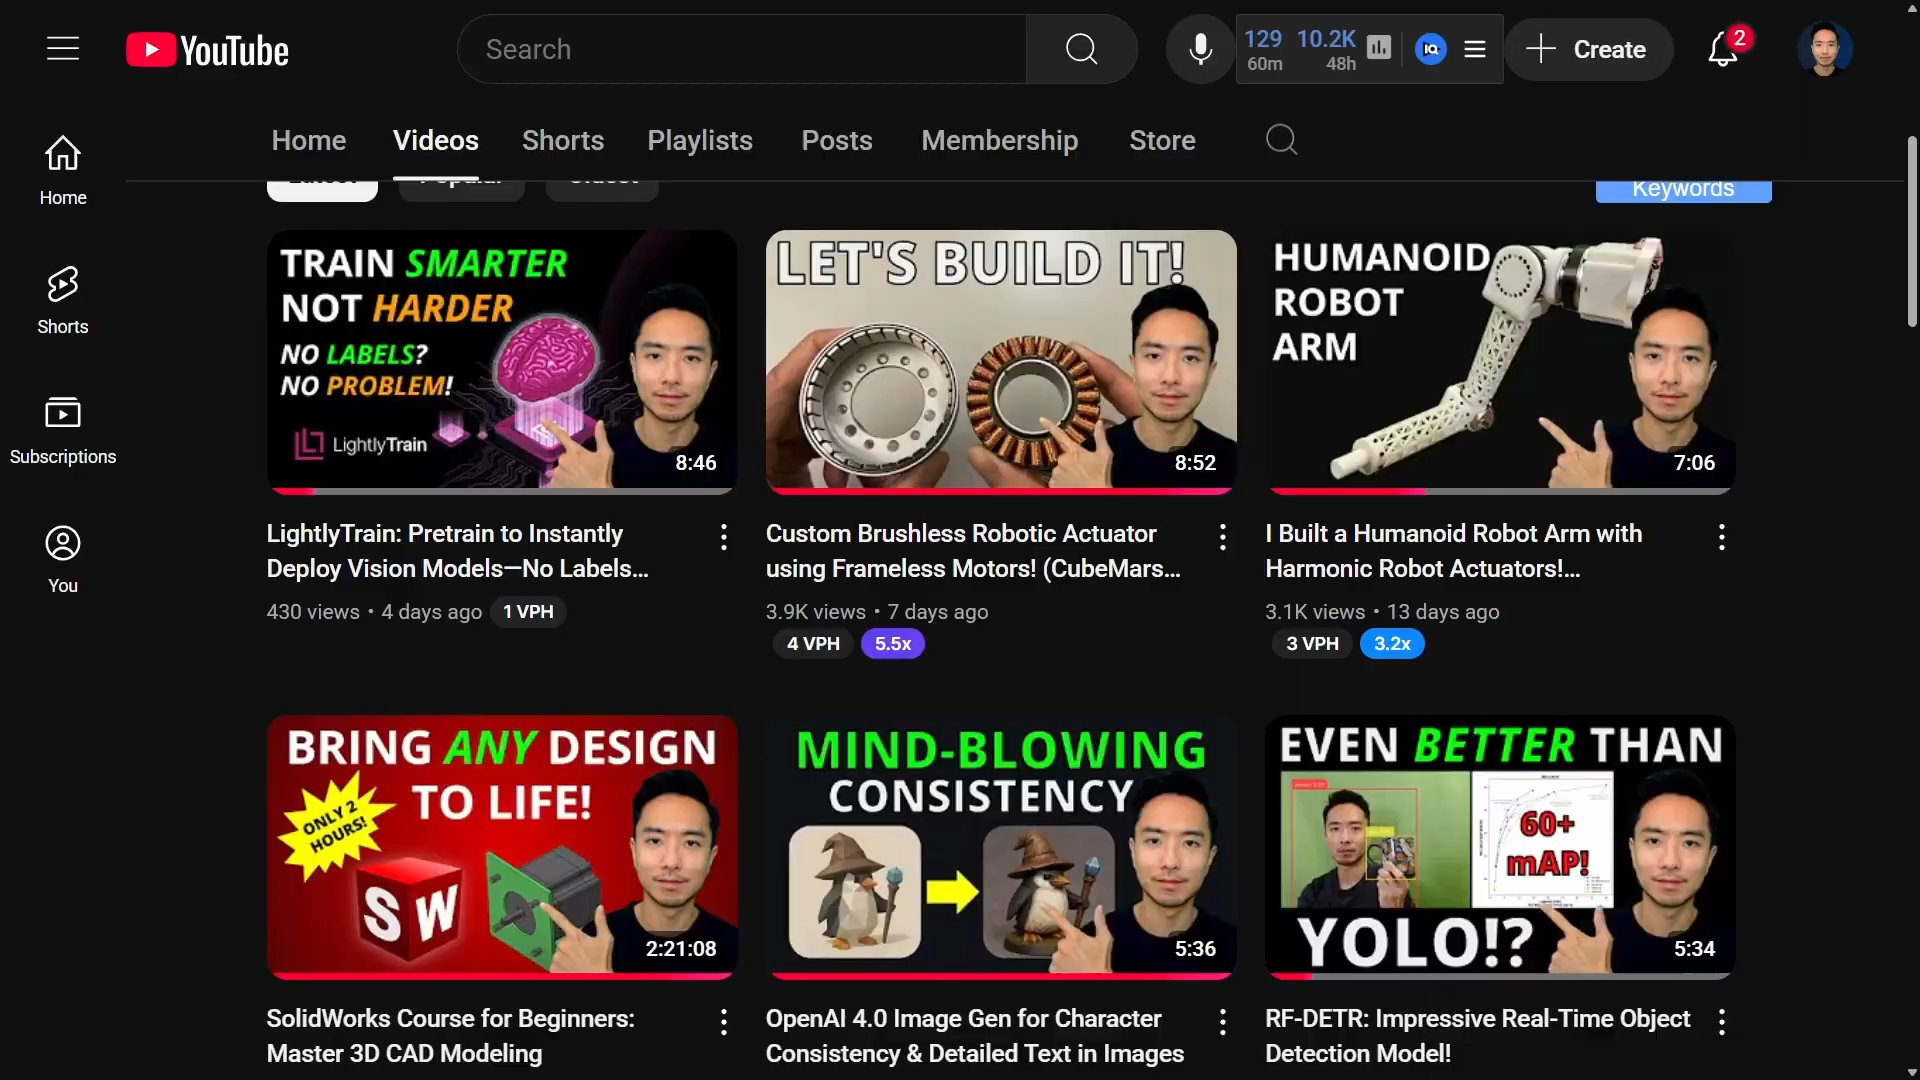 YouTube
Search
129 10.2K
60m 48h
IQ
Create
2
Home
Videos
Shorts
Playlists
Posts
Membership
Store
Home
Shorts
Subscriptions
You
Latest
Popular
Oldest
Keywords
TRAIN SMARTER
NOT HARDER
NO LABELS?
NO PROBLEM!
LightlyTrain
8:46
LET'S BUILD IT!
8:52
HUMANOID
ROBOT
ARM
7:06
LightlyTrain: Pretrain to Instantly
Deploy Vision Models—No Labels...
430 views • 4 days ago 1 VPH
Custom Brushless Robotic Actuator
using Frameless Motors! (CubeMars...
3.9K views • 7 days ago
4 VPH 5.5x
I Built a Humanoid Robot Arm with
Harmonic Robot Actuators!...
3.1K views • 13 days ago
3 VPH 3.2x
BRING ANY DESIGN
TO LIFE!
ONLY 2
HOURS!
S W
2:21:08
MIND-BLOWING
CONSISTENCY
5:36
EVEN BETTER THAN
60+
mAP!
YOLO!?
5:34
SolidWorks Course for Beginners:
Master 3D CAD Modeling
OpenAI 4.0 Image Gen for Character
Consistency & Detailed Text in Images
RF-DETR: Impressive Real-Time Object
Detection Model!